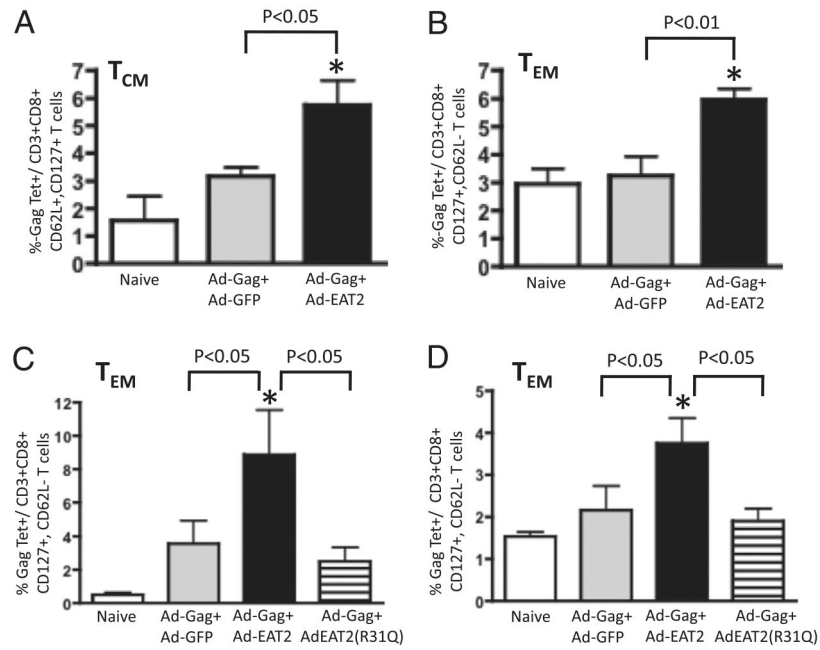 A
P<0.05
*
TCM
%-Gag Tet+/ CD3+CD8+
CD62L+,CD127+ T cells
7
6
5
4
3
2
1
0
Naive
Ad-Gag+
Ad-GFP
Ad-Gag+
Ad-EAT2
B
P<0.01
*
TEM
%-Gag Tet+/ CD3+CD8+
CD127+,CD62L- T cells
7
6
5
4
3
2
1
0
Naive
Ad-Gag+
Ad-GFP
Ad-Gag+
Ad-EAT2
C
P<0.05
P<0.05
*
TEM
% Gag Tet+/ CD3+CD8+
CD127+, CD62L- T cells
12
10
8
6
4
2
0
Naive
Ad-Gag+
Ad-GFP
Ad-Gag+
Ad-EAT2
Ad-Gag+
AdEAT2(R31Q)
D
P<0.05
P<0.05
*
TEM
% Gag Tet+/ CD3+CD8+
CD127+, CD62L- T cells
5
4
3
2
1
0
Naive
Ad-Gag+
Ad-GFP
Ad-Gag+
Ad-EAT2
Ad-Gag+
AdEAT2(R31Q)